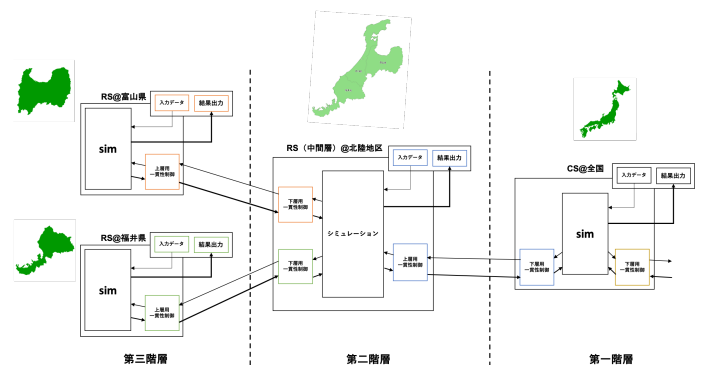 RS@富山県
入力データ
結果出力
sim
上層用
一貫性制御
RS@福井県
入力データ
結果出力
sim
上層用
一貫性制御
第三階層
RS（中間層）@北陸地区
入力データ
結果出力
下層用
一貫性制御
シミュレーション
下層用
一貫性制御
上層用
一貫性制御
第二階層
CS@全国
入力データ
結果出力
sim
下層用
一貫性制御
下層用
一貫性制御
第一階層